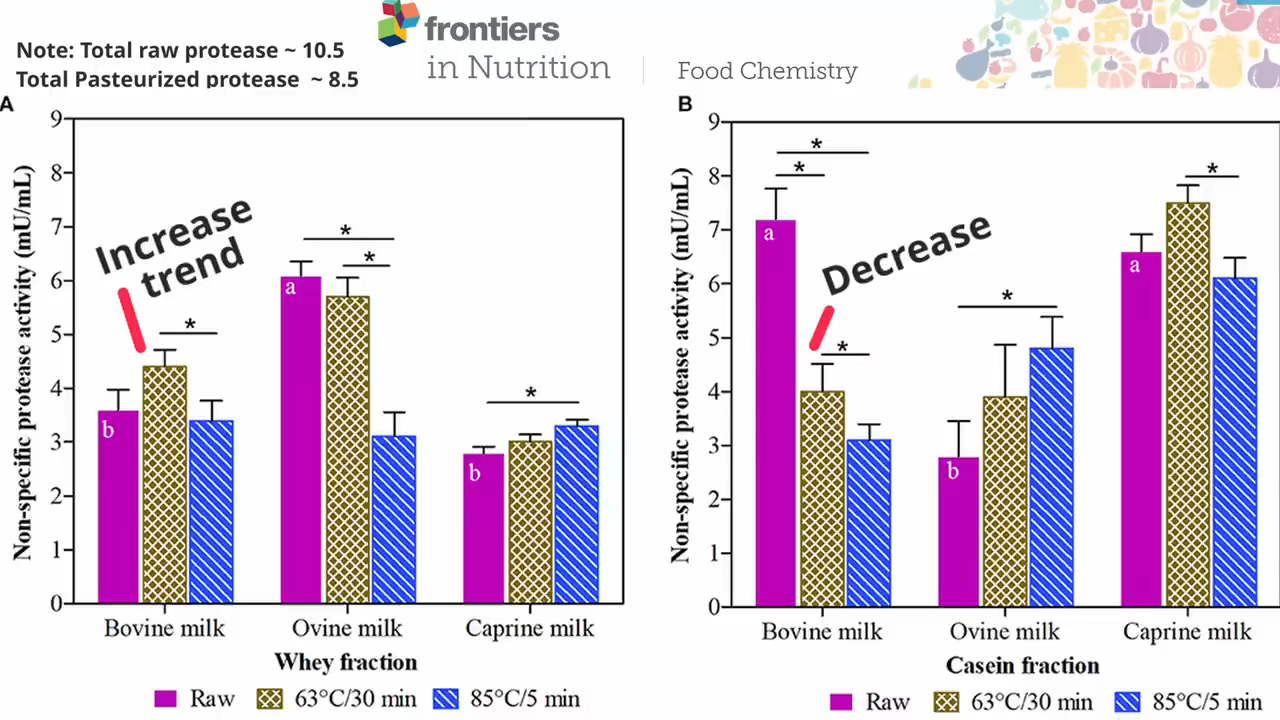 Note: Total raw protease ~ 10.5
Total Pasteurized protease ~ 8.5
frontiers
in Nutrition
Food Chemistry
A
Non-specific protease activity (mU/mL)
9
8
7
6
5
4
3
2
1
0
Increase
trend
*
*
*
*
b
a
b
Bovine milk
Ovine milk
Caprine milk
Whey fraction
Raw
63°C/30 min
85°C/5 min
B
Non-specific protease activity (mU/mL)
9
8
7
6
5
4
3
2
1
0
Decrease
*
*
*
*
*
a
b
a
Bovine milk
Ovine milk
Caprine milk
Casein fraction
Raw
63°C/30 min
85°C/5 min